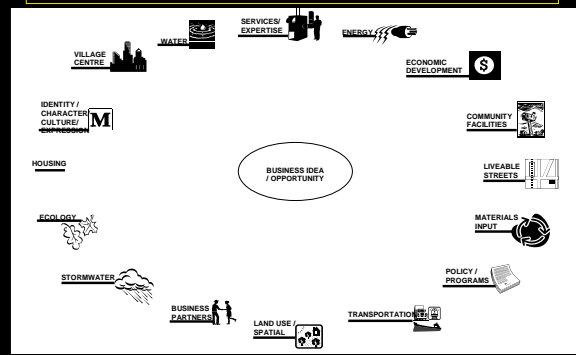 SERVICES/
EXPERTISE
ENERGY
WATER
VILLAGE
CENTRE
ECONOMIC
DEVELOPMENT
$
IDENTITY /
CHARACTER/
CULTURE/
EXPRESSION
M
COMMUNITY
FACILITIES
HOUSING
BUSINESS IDEA
/ OPPORTUNITY
LIVEABLE
STREETS
ECOLOGY
MATERIALS
INPUT
STORMWATER
POLICY /
PROGRAMS
BUSINESS
PARTNERS
LAND USE /
SPATIAL
TRANSPORTATION